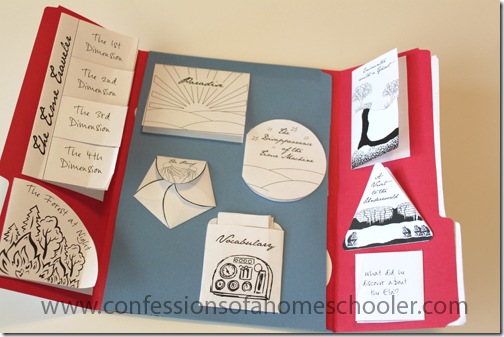 The Time Traveler
The 1st
Dimension
The 2nd
Dimension
The 3rd
Dimension
The 4th
Dimension
The Forest at Night
Paradise
The
Disappearance
of the
Time Machine
Vocabulary
A
Visit
to the
Underworld
What did he
discover about
the Eloi?
www.confessionsofahomeschooler.com